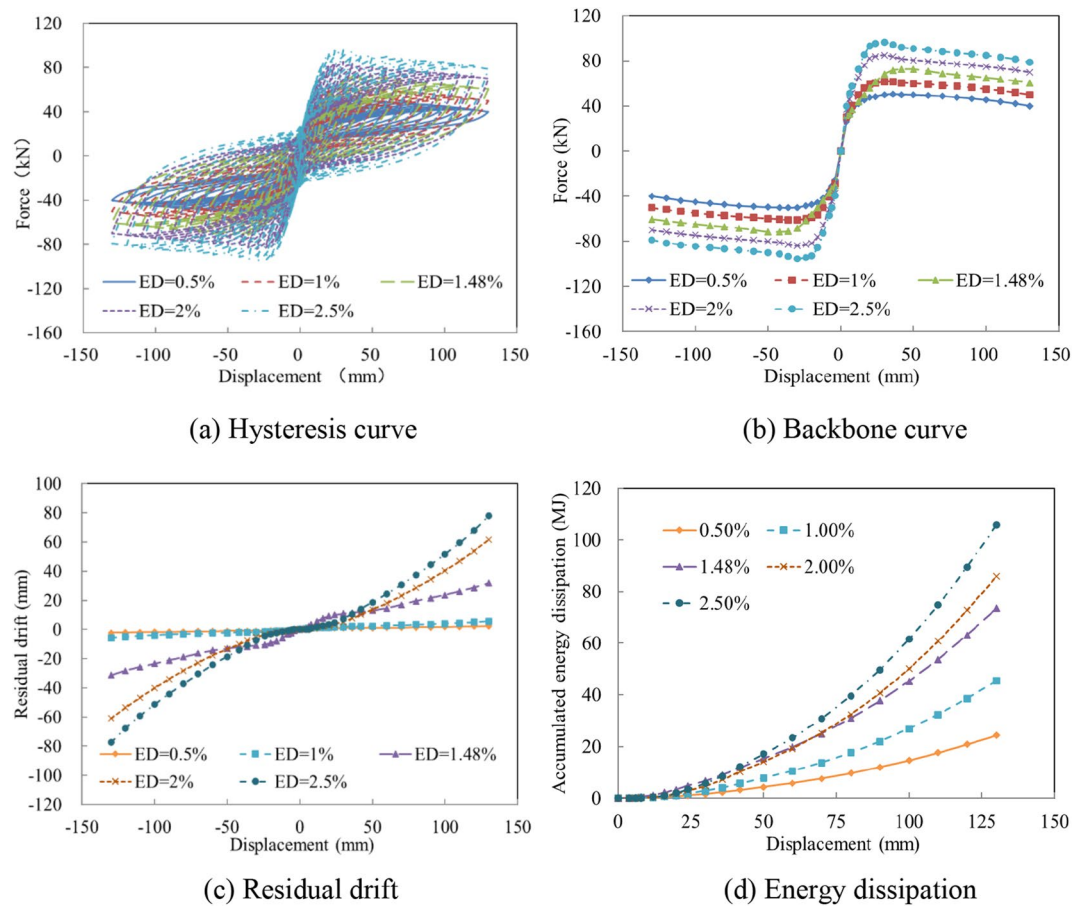 120
80
40
0
-40
-80
-120
-160
Force (kN)
ED=0.5%
ED=1%
ED=1.48%
ED=2%
ED=2.5%
-150
-100
-50
0
50
100
150
Displacement (mm)
(a) Hysteresis curve
120
80
40
0
-40
-80
-120
-160
Force (kN)
ED=0.5%
ED=1%
ED=1.48%
ED=2%
ED=2.5%
-150
-100
-50
0
50
100
150
Displacement (mm)
(b) Backbone curve
100
80
60
40
20
0
-20
-40
-60
-80
-100
-120
Residual drift (mm)
ED=0.5%
ED=1%
ED=1.48%
ED=2%
ED=2.5%
-150
-100
-50
0
50
100
150
Displacement (mm)
(c) Residual drift
120
100
80
60
40
20
0
Accumulated energy dissipation (MJ)
0.50%
1.00%
1.48%
2.00%
2.50%
0
25
50
75
100
125
150
Displacement (mm)
(d) Energy dissipation